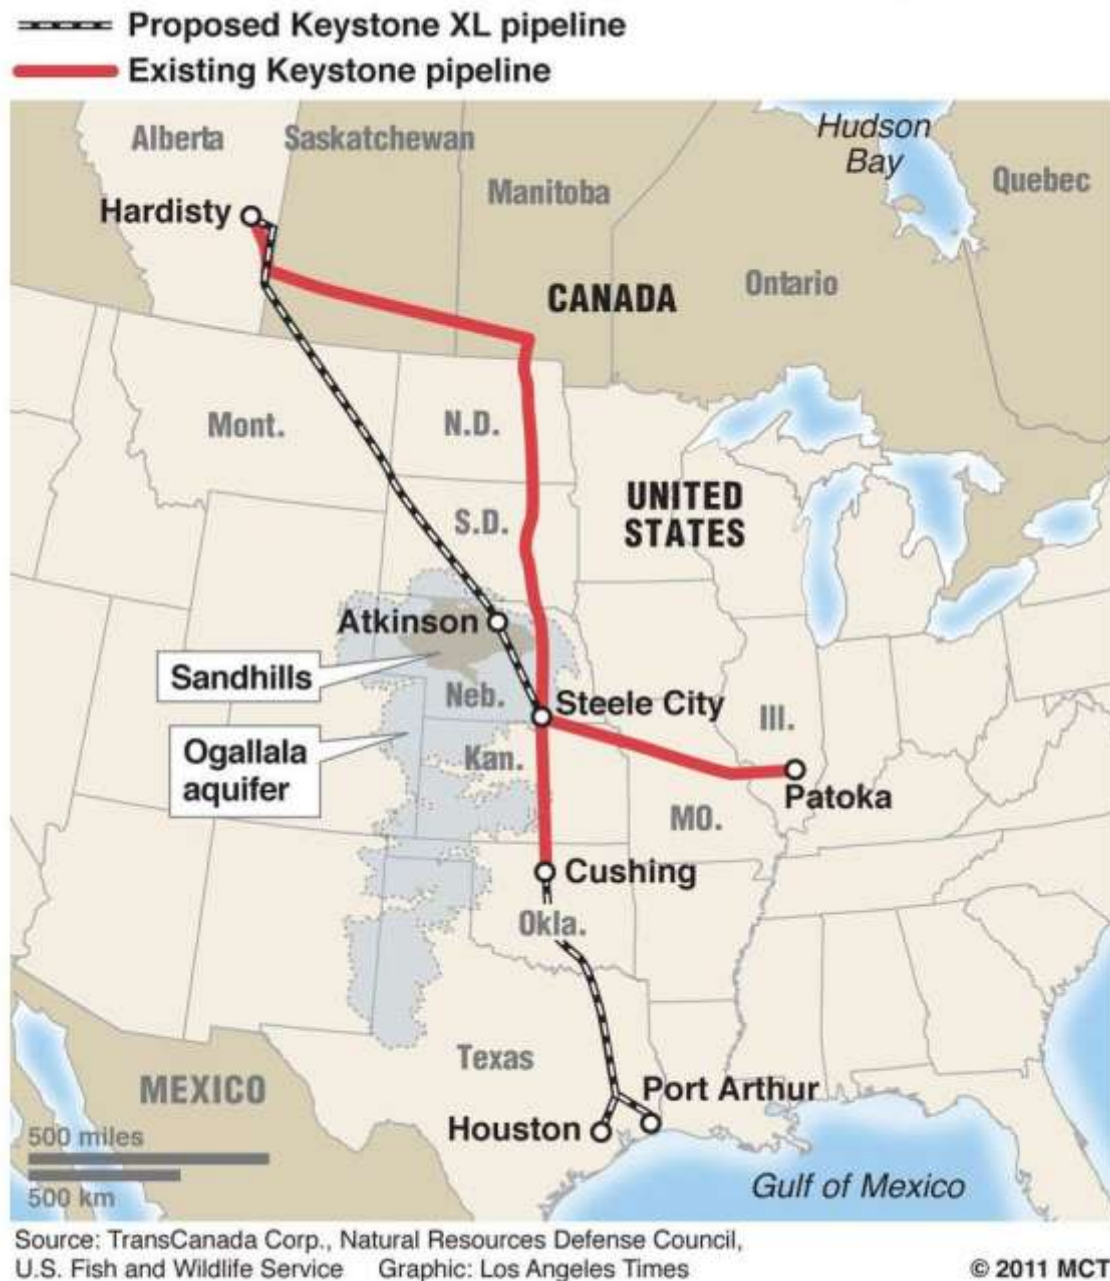 Proposed Keystone XL pipeline
Existing Keystone pipeline
Alberta
Saskatchewan
Hudson
Bay
Manitoba
Quebec
Hardisty
CANADA
Ontario
Mont.
N.D.
UNITED
STATES
S.D.
Atkinson
Sandhills
Neb.
Steele City
Ill.
Ogallala
aquifer
Kan.
Patoka
MO.
Cushing
Okla.
Texas
MEXICO
Port Arthur
Houston
500 miles
500 km
Gulf of Mexico
Source: TransCanada Corp., Natural Resources Defense Council,
U.S. Fish and Wildlife Service Graphic: Los Angeles Times © 2011 MCT